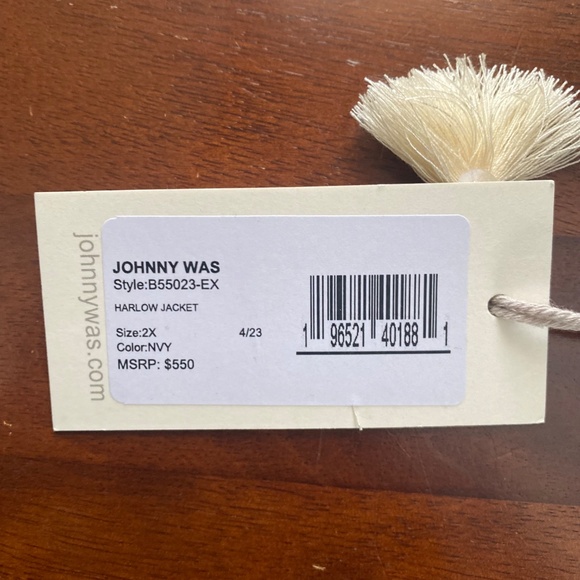 johnnywas.com
JOHNNY WAS
Style:B55023-EX
HARLOW JACKET
Size:2X 4/23
Color:NVY
MSRP: $550
1 96521 40188 1